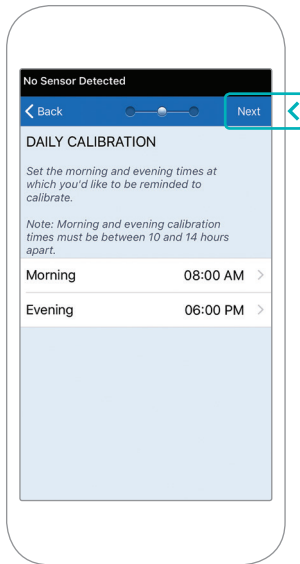 No Sensor Detected
Back
Next
DAILY CALIBRATION
Set the morning and evening times at
which you'd like to be reminded to
calibrate.
Note: Morning and evening calibration
times must be between 10 and 14 hours
apart.
Morning 08:00 AM
Evening 06:00 PM